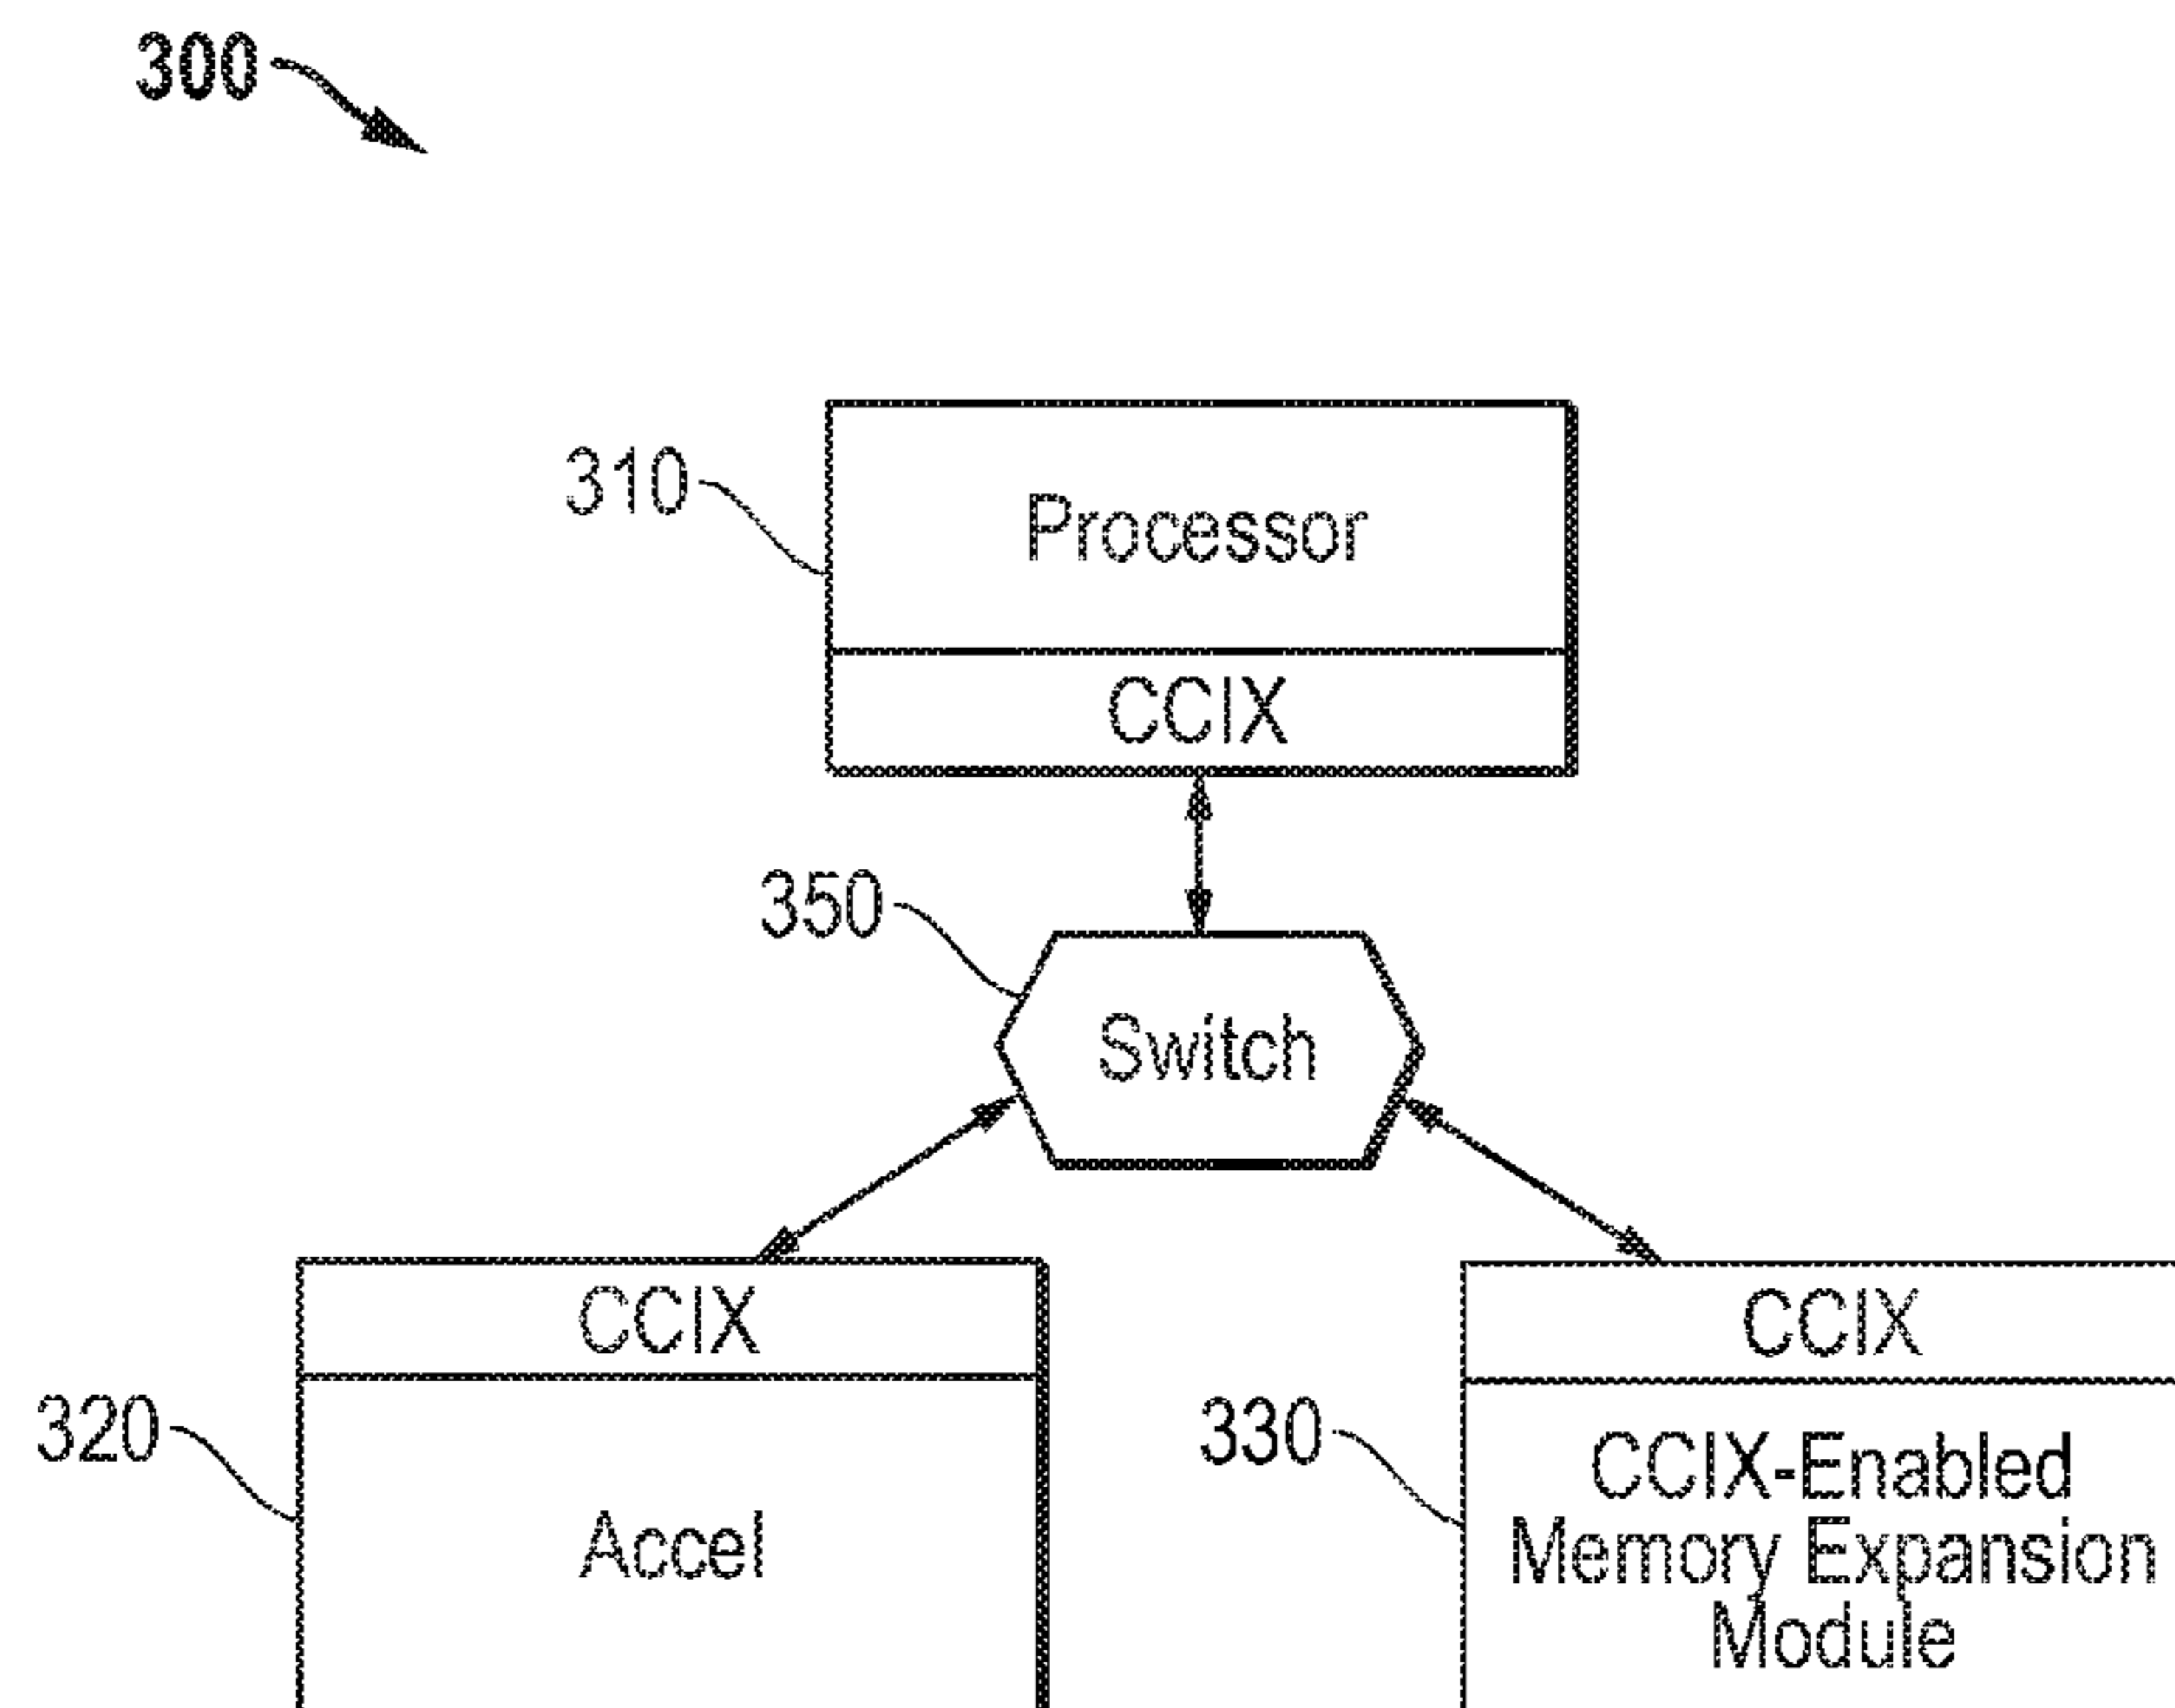 300
310
Processor
CCIX
350
Switch
CCIX
CCIX
320
330
Accel
CCIX-Enabled
Memory Expansion
Module